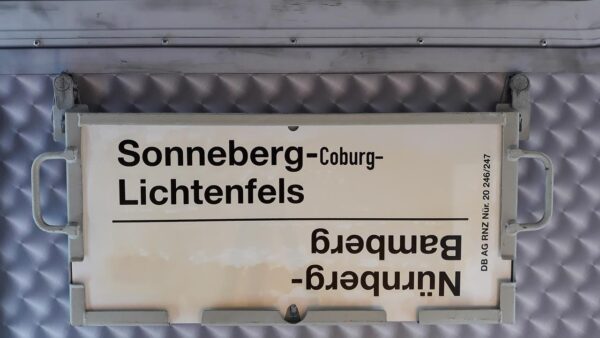 Sonneberg-Coburg-
Lichtenfels
Nürnberg-
Bamberg
DB AG RNZ Nür. 20 246/247